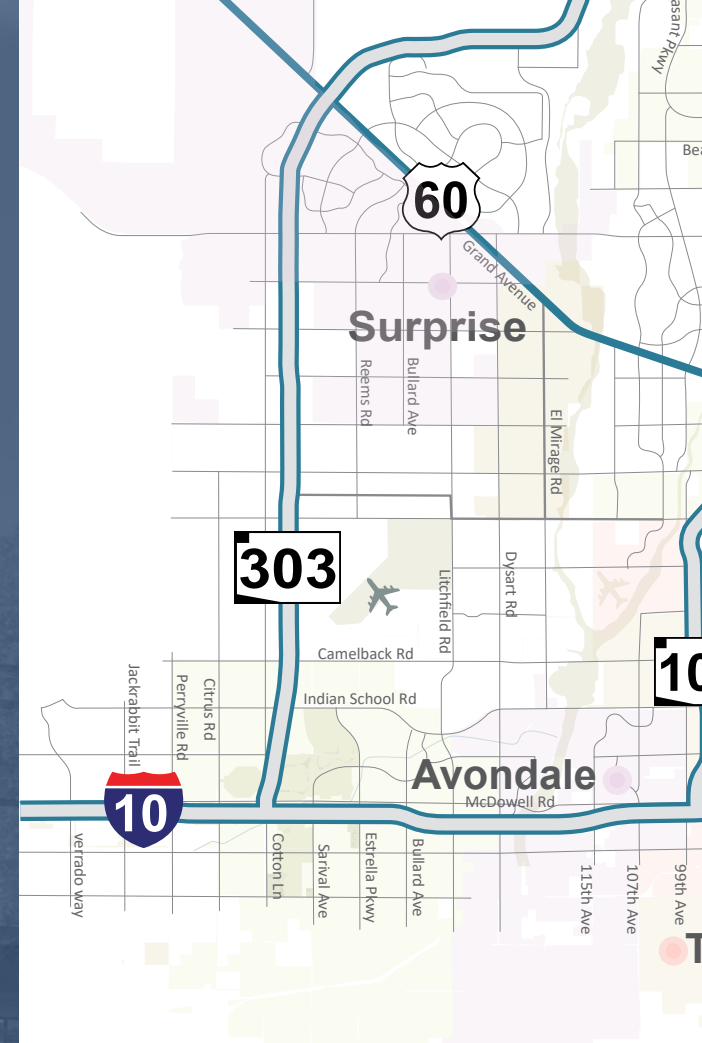 asant Pkwy
Bea
60
Grand Avenue
Surprise
Reems Rd
Bullard Ave
El Mirage Rd
303
Litchfield Rd
Dysart Rd
10
Camelback Rd
Indian School Rd
Jackrabbit Trail
Perryville Rd
Citrus Rd
Avondale
McDowell Rd
10
verrado way
Cotton Ln
Sarival Ave
Estrella Pkwy
Bullard Ave
115th Ave
107th Ave
99th Ave
T